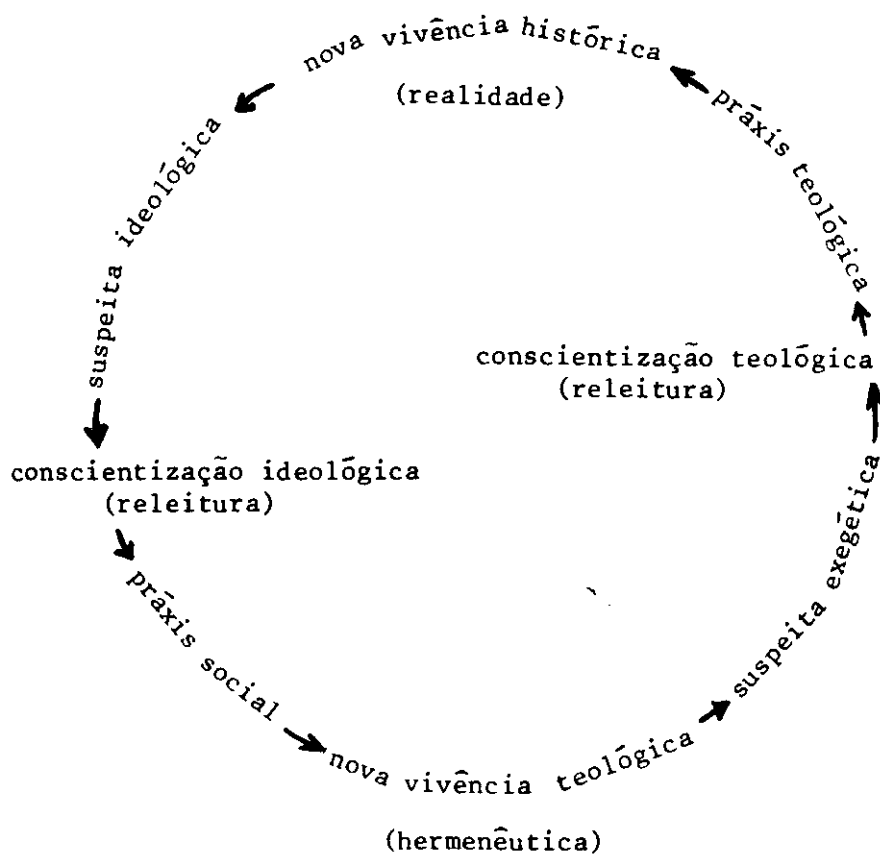 nova vivência histórica
(realidade)
suspeita ideológica
conscientização ideológica
(releitura)
práxis social
nova vivência teológica
(hermenêutica)
suspeita exegética
conscientização teológica
(releitura)
práxis teológica